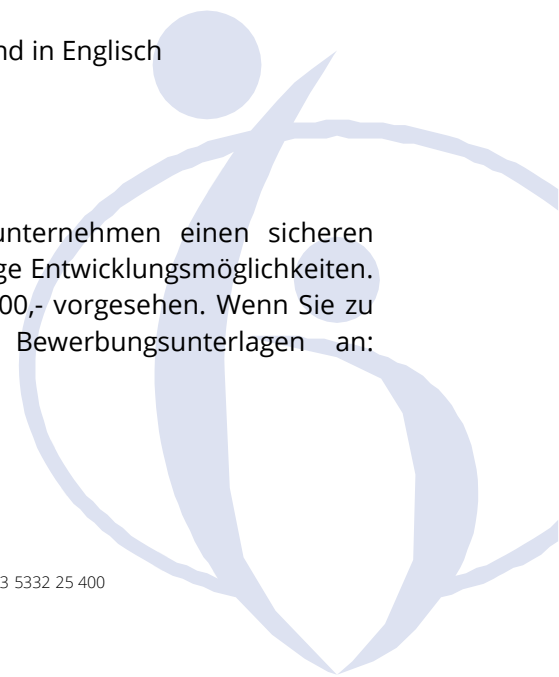 nd in Englisch
unternehmen einen sicheren
ge Entwicklungsmöglichkeiten.
00,- vorgesehen. Wenn Sie zu
Bewerbungsunterlagen an:
3 5332 25 400